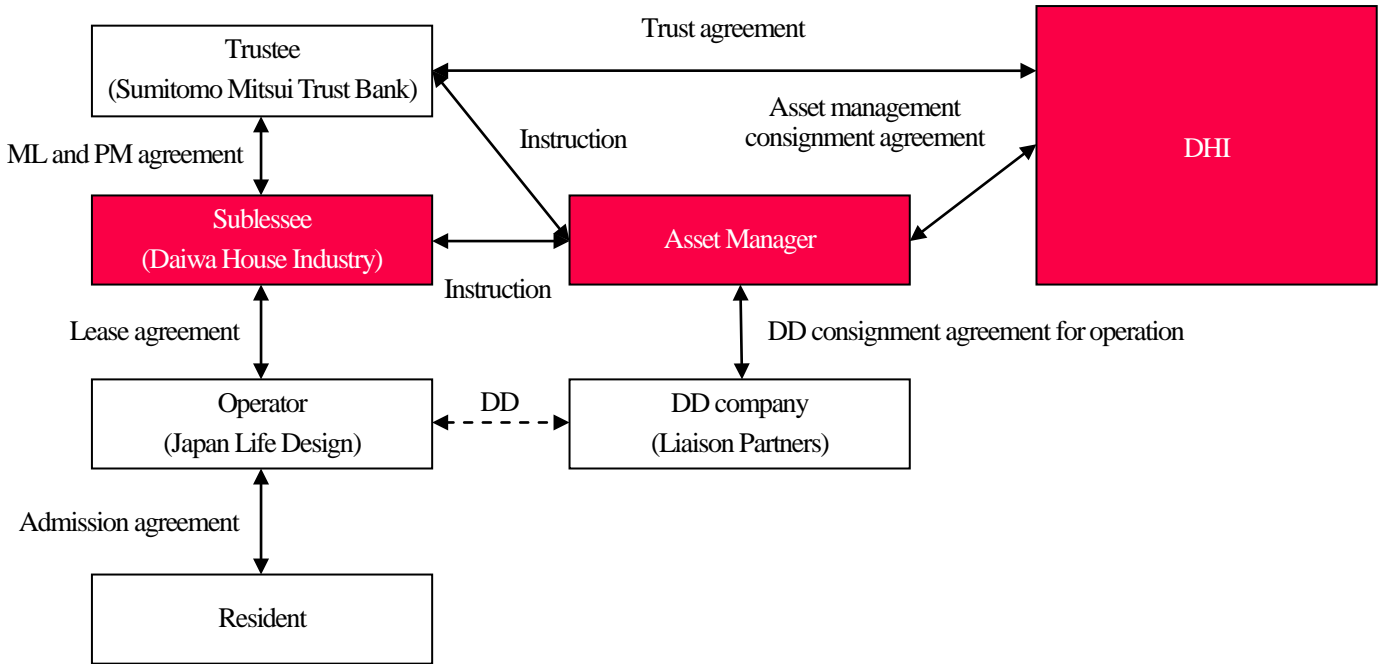 Trust agreement
Trustee
(Sumitomo Mitsui Trust Bank)
Asset management
consignment agreement
Instruction
DHI
ML and PM agreement
Sublessee
(Daiwa House Industry)
Asset Manager
Instruction
Lease agreement
DD consignment agreement for operation
Operator
(Japan Life Design)
DD
DD company
(Liaison Partners)
Admission agreement
Resident